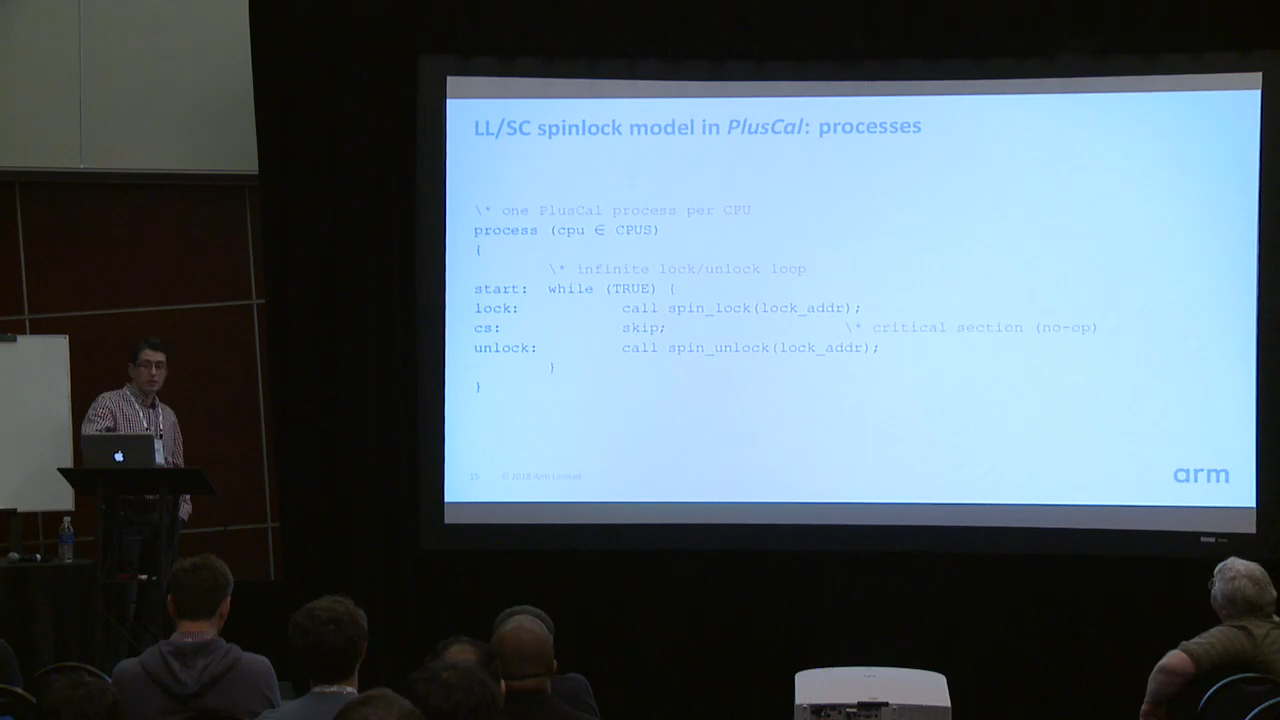 LL/SC spinlock model in PlusCal: processes
\* one PlusCal process per CPU
process (cpu ∈ CPUS)
{
\* infinite lock/unlock loop
start: while (TRUE) {
lock: call spin_lock(lock_addr);
cs: skip; \* critical section (no-op)
unlock: call spin_unlock(lock_addr);
}
}
15 © 2018 Arm Limited
arm